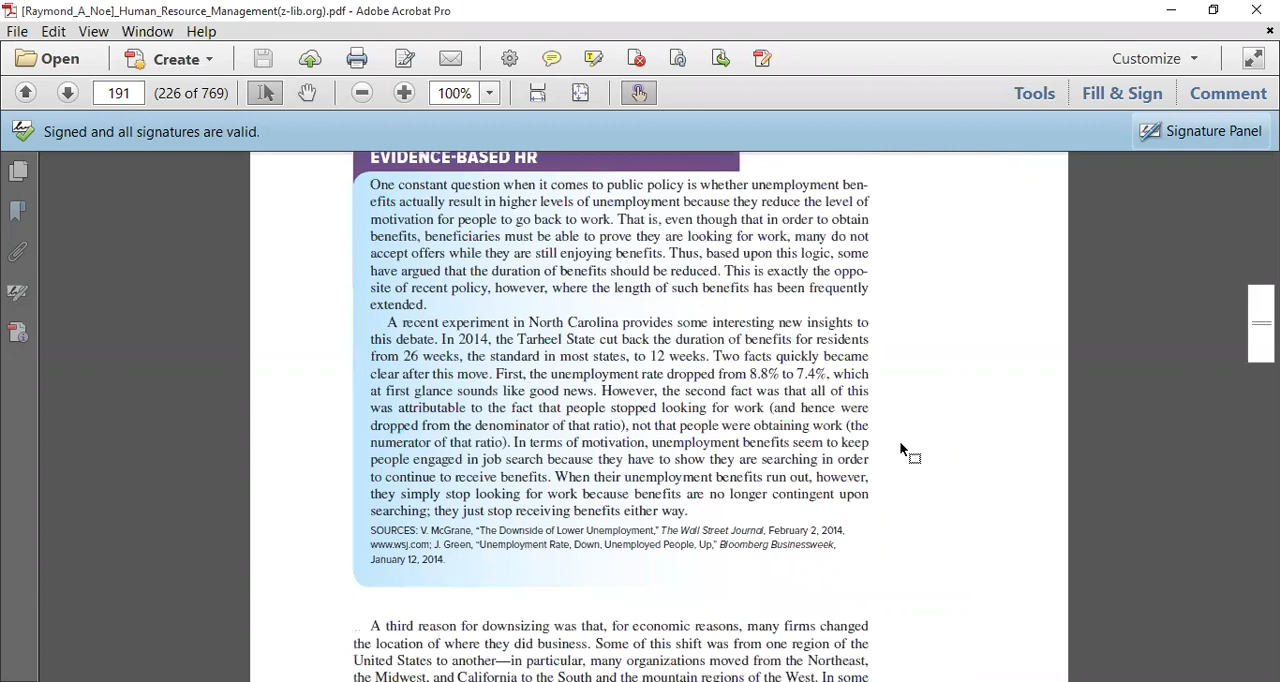 [Raymond_A_Noe]_Human_Resource_Management(z-lib.org).pdf - Adobe Acrobat Pro
File Edit View Window Help
Open Create Customize
191 (226 of 769) 100% Tools Fill & Sign Comment
Signed and all signatures are valid. Signature Panel
EVIDENCE-BASED HR
One constant question when it comes to public policy is whether unemployment ben-
efits actually result in higher levels of unemployment because they reduce the level of
motivation for people to go back to work. That is, even though that in order to obtain
benefits, beneficiaries must be able to prove they are looking for work, many do not
accept offers while they are still enjoying benefits. Thus, based upon this logic, some
have argued that the duration of benefits should be reduced. This is exactly the oppo-
site of recent policy, however, where the length of such benefits has been frequently
extended.
A recent experiment in North Carolina provides some interesting new insights to
this debate. In 2014, the Tarheel State cut back the duration of benefits for residents
from 26 weeks, the standard in most states, to 12 weeks. Two facts quickly became
clear after this move. First, the unemployment rate dropped from 8.8% to 7.4%, which
at first glance sounds like good news. However, the second fact was that all of this
was attributable to the fact that people stopped looking for work (and hence were
dropped from the denominator of that ratio), not that people were obtaining work (the
numerator of that ratio). In terms of motivation, unemployment benefits seem to keep
people engaged in job search because they have to show they are searching in order
to continue to receive benefits. When their unemployment benefits run out, however,
they simply stop looking for work because benefits are no longer contingent upon
searching; they just stop receiving benefits either way.
SOURCES: V. McGrane, "The Downside of Lower Unemployment," The Wall Street Journal, February 2, 2014,
www.wsj.com; J. Green, "Unemployment Rate, Down, Unemployed People, Up," Bloomberg Businessweek,
January 12, 2014.
A third reason for downsizing was that, for economic reasons, many firms changed
the location of where they did business. Some of this shift was from one region of the
United States to another—in particular, many organizations moved from the Northeast,
the Midwest, and California to the South and the mountain regions of the West. In some